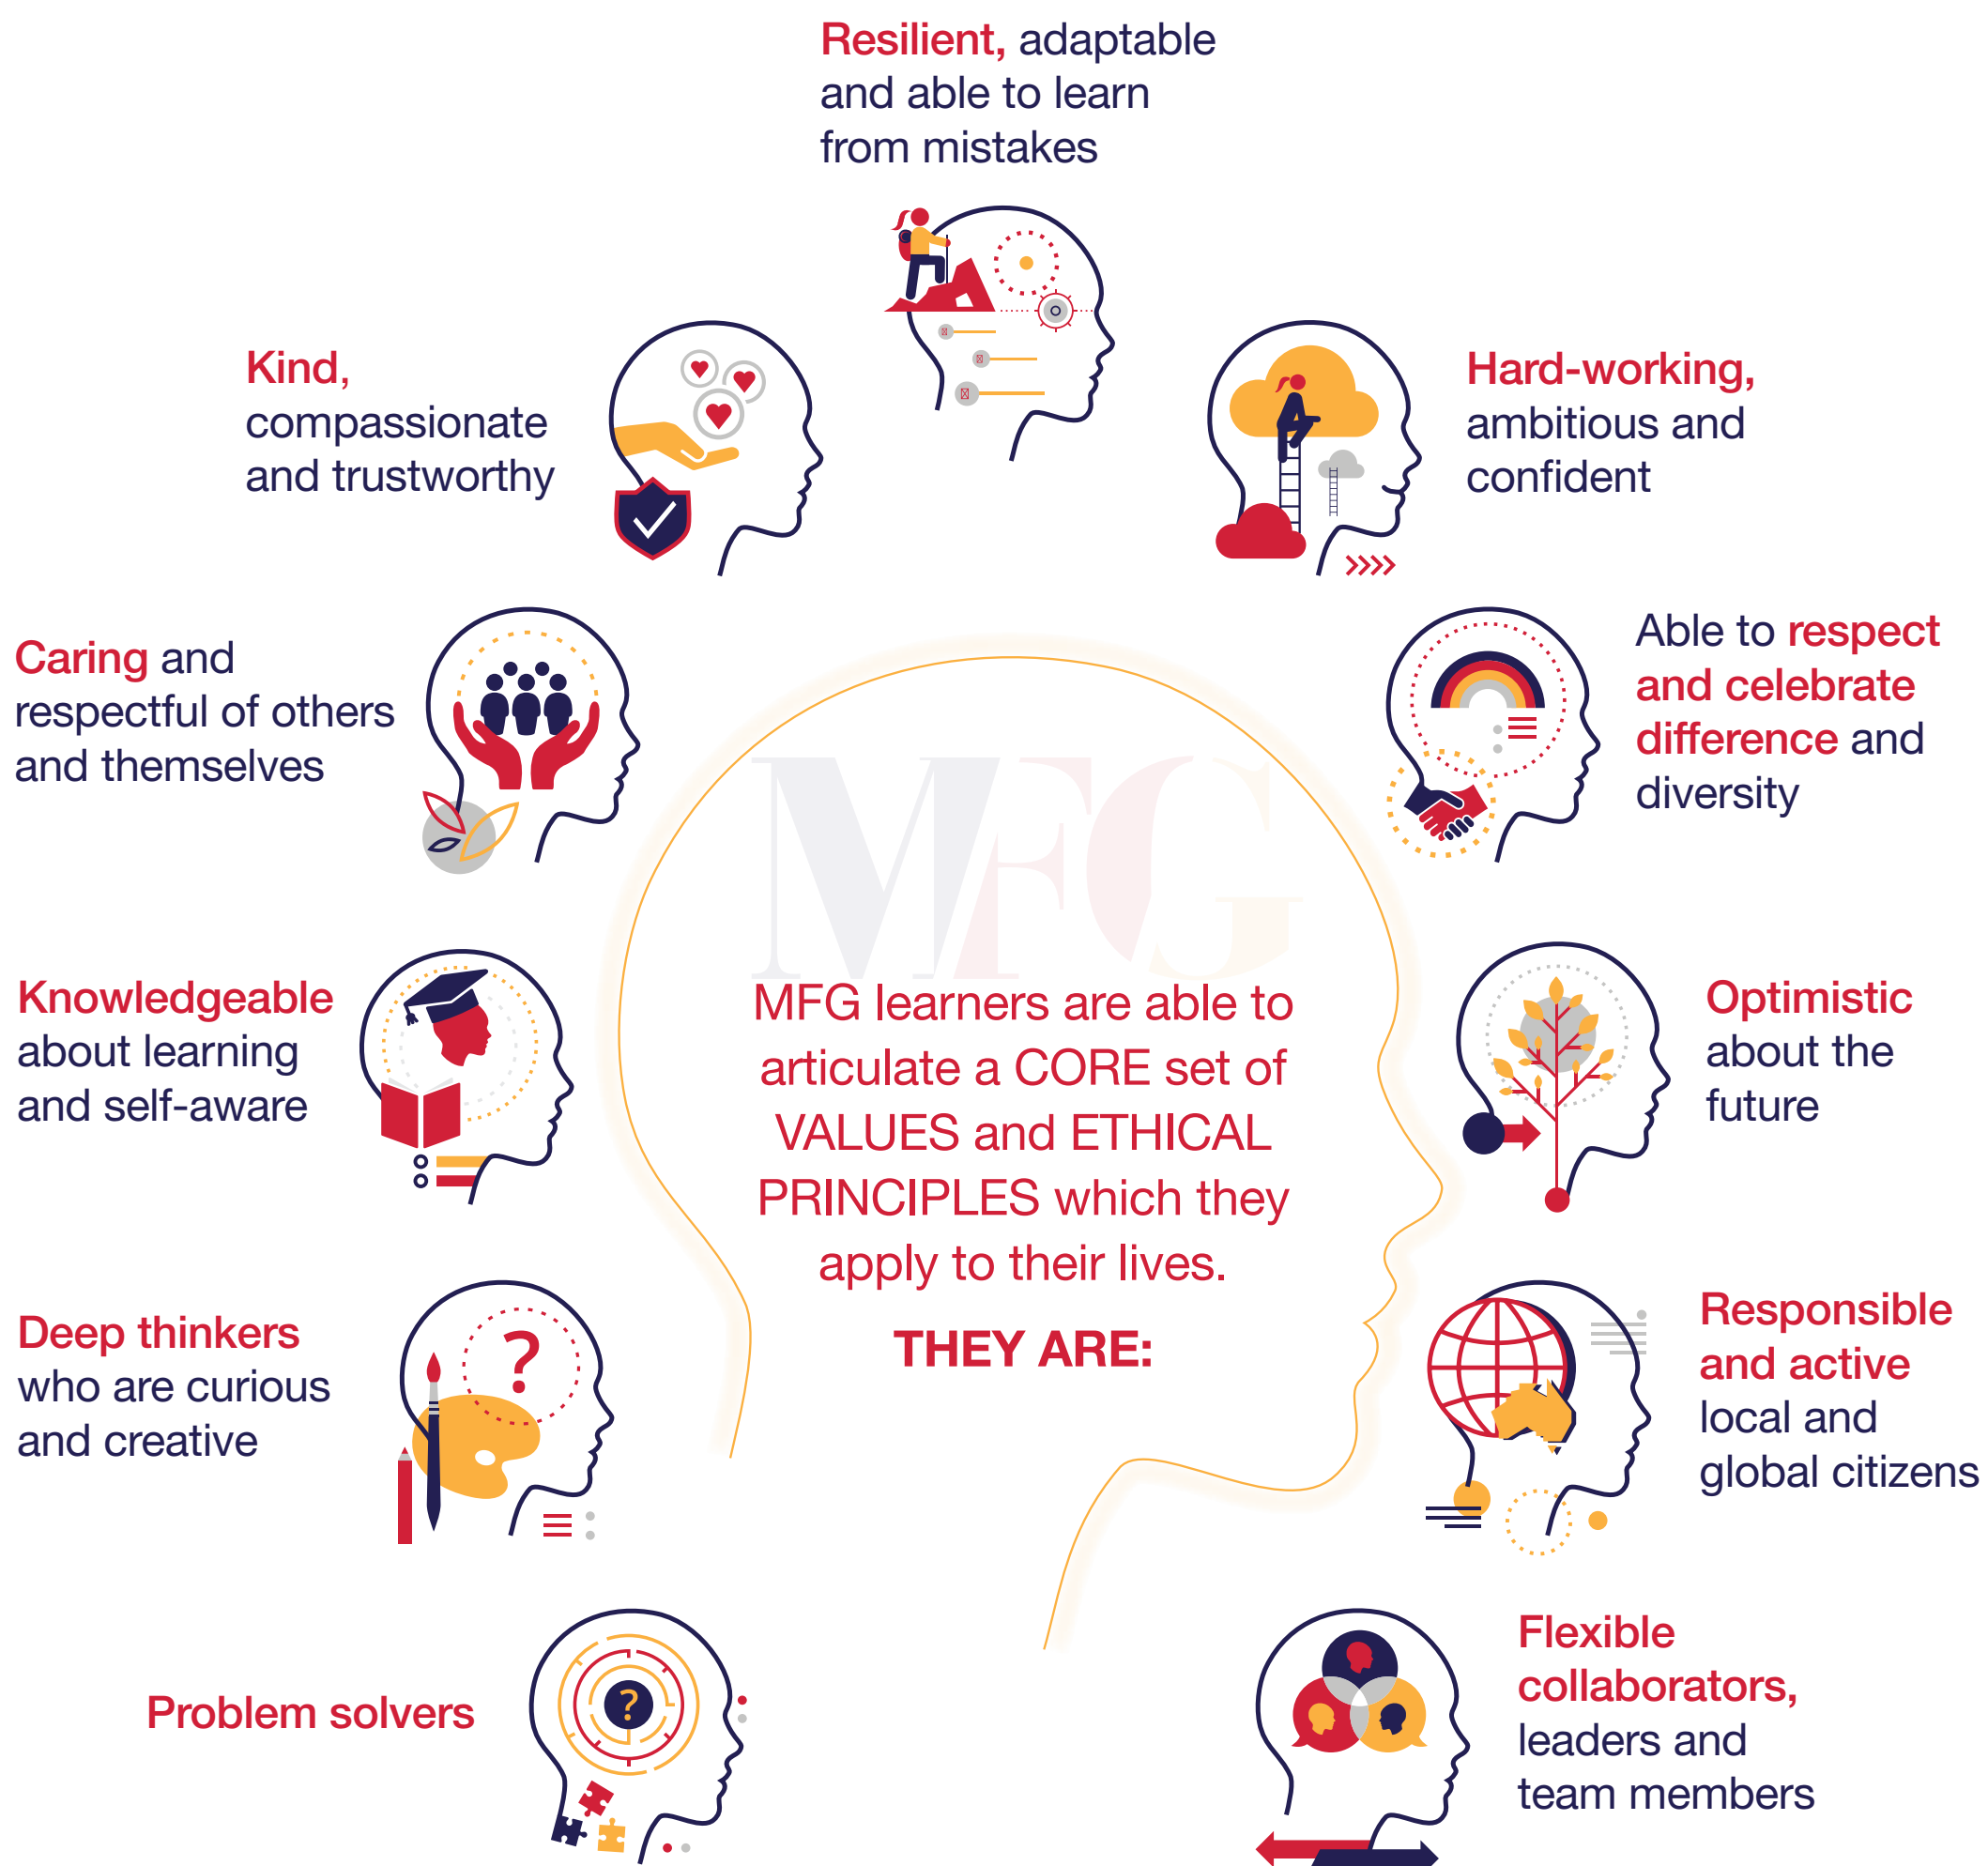 Resilient, adaptable
and able to learn
from mistakes
Kind,
compassionate
and trustworthy
Hard-working,
ambitious and
confident
Caring and
respectful of others
and themselves
Able to respect
and celebrate
difference and
diversity
MFG
MFG learners are able to
articulate a CORE set of
VALUES and ETHICAL
PRINCIPLES which they
apply to their lives.
THEY ARE:
Knowledgeable
about learning
and self-aware
Optimistic
about the
future
Deep thinkers
who are curious
and creative
?
Responsible
and active
local and
global citizens
Problem solvers
?
Flexible
collaborators,
leaders and
team members